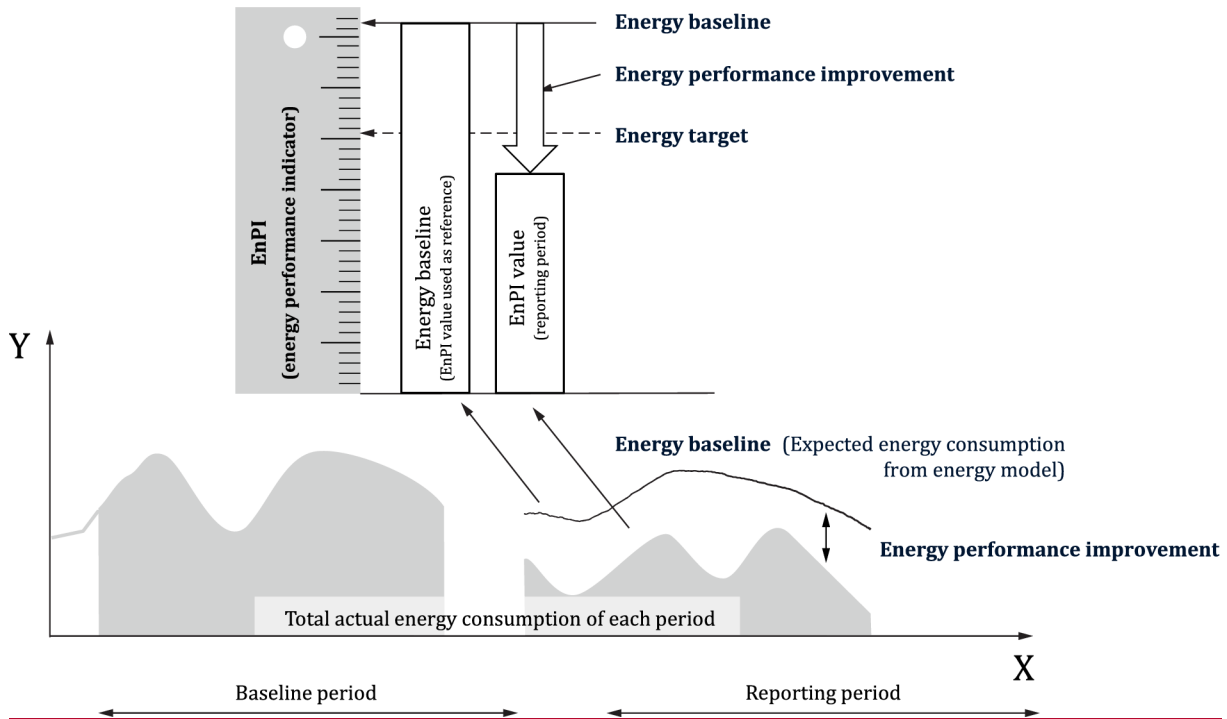 Energy baseline
Energy performance improvement
Energy target
EnPI
(energy performance indicator)
Energy baseline
(EnPI value used as reference)
EnPI value
(reporting period)
Y
Energy baseline (Expected energy consumption
from energy model)
Energy performance improvement
Total actual energy consumption of each period
X
Baseline period
Reporting period